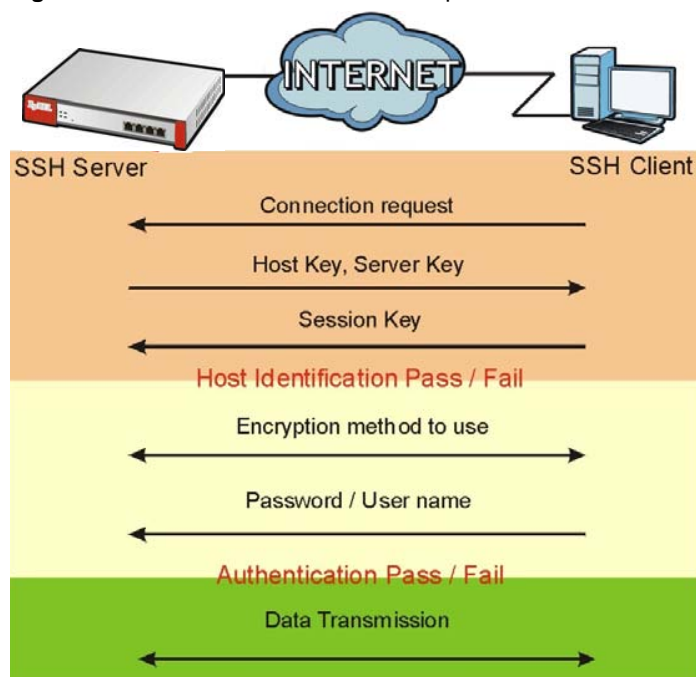 INTERNET
ZyXEL
SSH Server
SSH Client
Connection request
Host Key, Server Key
Session Key
Host Identification Pass / Fail
Encryption method to use
Password / User name
Authentication Pass / Fail
Data Transmission